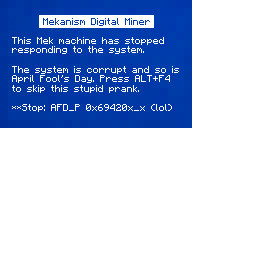 Mekanism Digital Miner
This Mek machine has stopped
responding to the system.
The system is corrupt and so is
April Fool's Day. Press ALT+F4
to skip this stupid prank.
**Stop: AFD_P 0x69420x_x (lol)